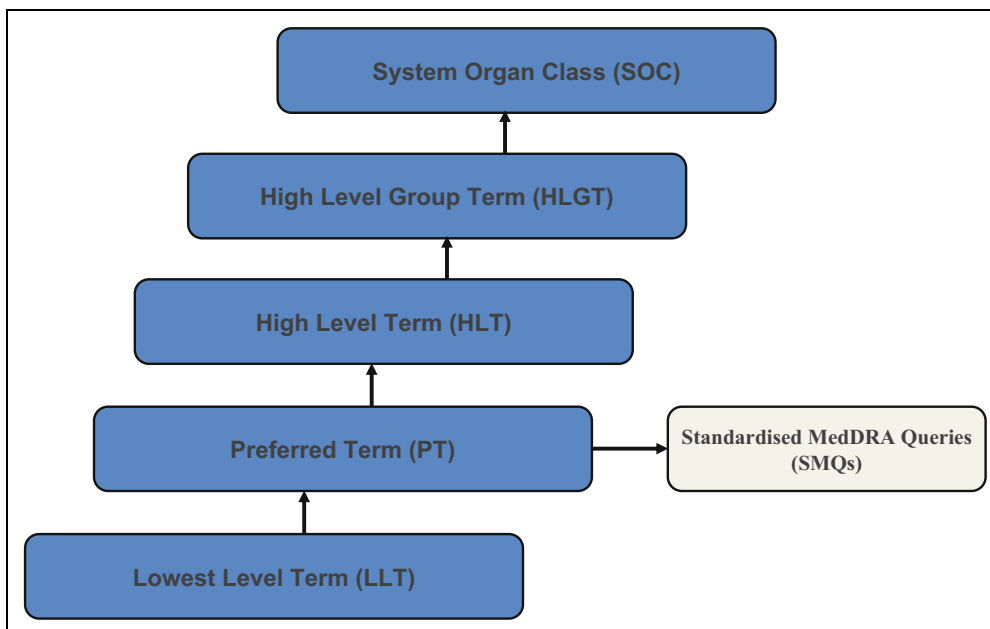 System Organ Class (SOC)
High Level Group Term (HLGT)
High Level Term (HLT)
Preferred Term (PT)
Standardised MedDRA Queries
(SMQs)
Lowest Level Term (LLT)